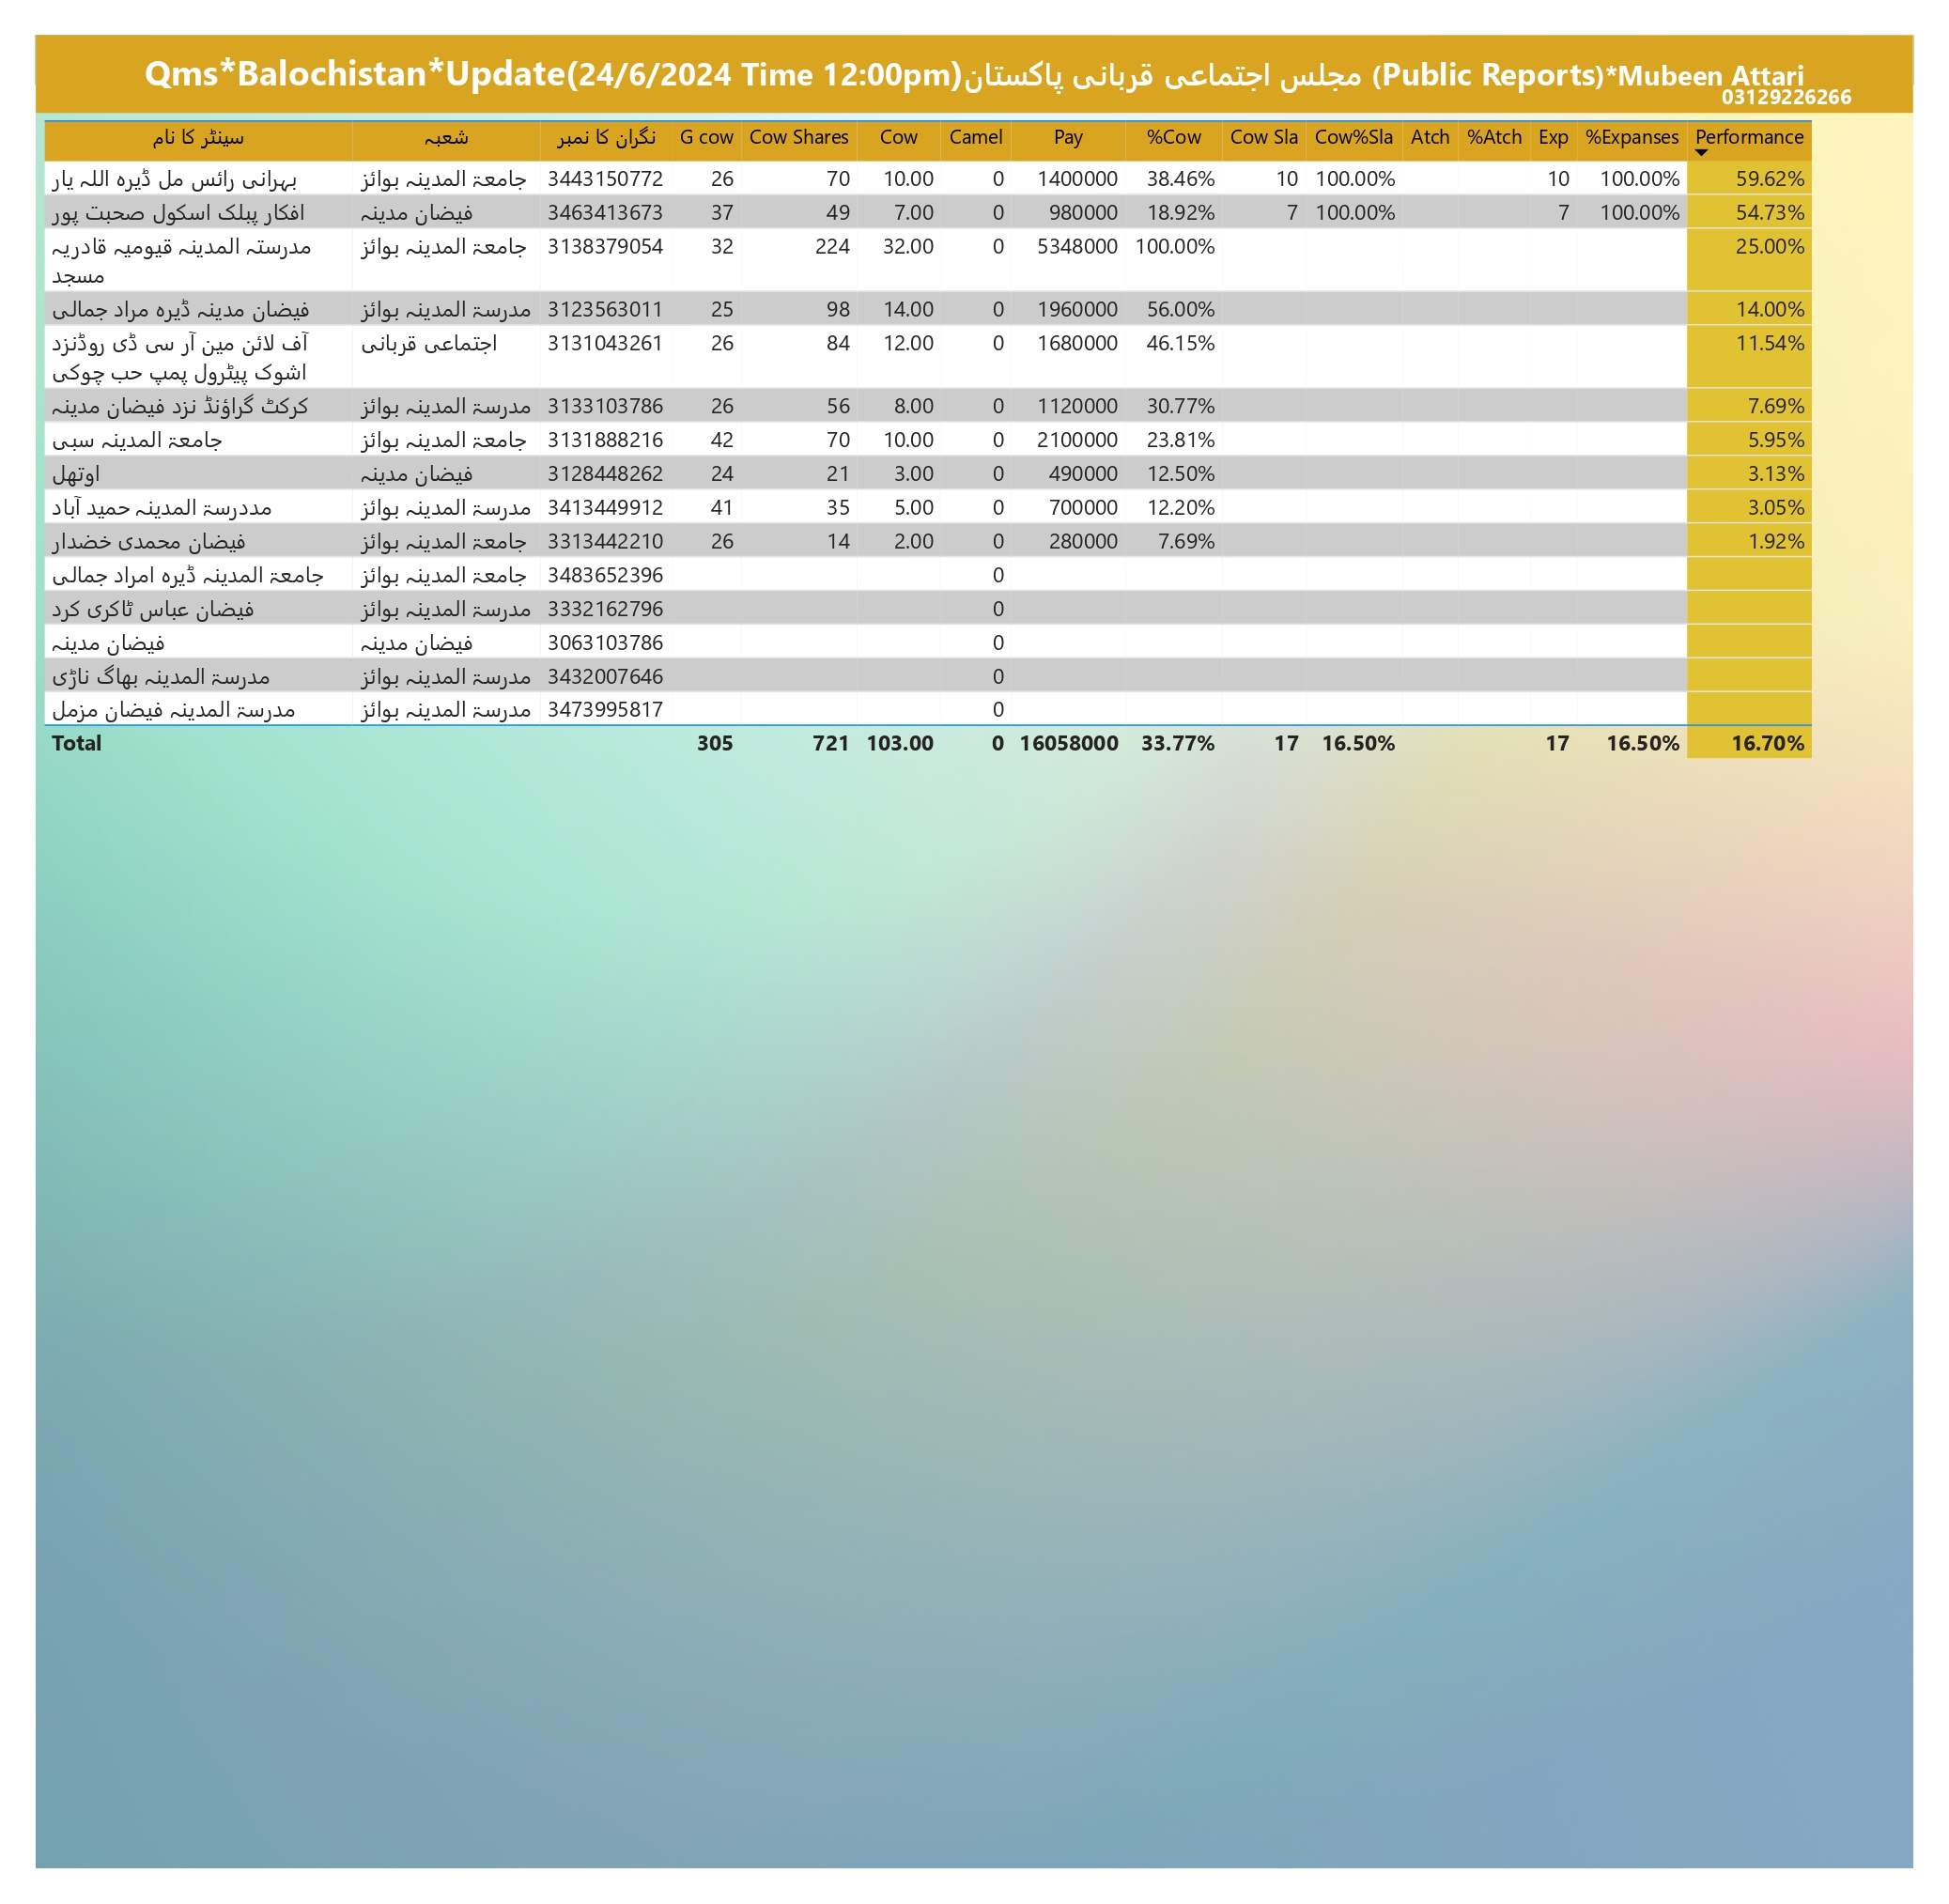 Qms*Balochistan*Update(24/6/2024 Time 12:00pm)مجلس اجتماعی قربانی پاکستان (Public Reports)*Mubeen Attari
03129226266
سینٹر کا نام شعبہ نگران کا نمبر G cow Cow Shares Cow Camel Pay %Cow Cow Sla Cow%Sla Atch %Atch Exp %Expanses Performance
بہرانی رائس مل ڈیرہ اللہ یار جامعۃ المدینہ بوائز 3443150772 26 70 10.00 0 1400000 38.46% 10 100.00% 10 100.00% 59.62%
افکار پبلک اسکول صحبت پور فیضان مدینہ 3463413673 37 49 7.00 0 980000 18.92% 7 100.00% 7 100.00% 54.73%
مدرستہ المدینہ قیومیہ قادریہ جامعۃ المدینہ بوائز 3138379054 32 224 32.00 0 5348000 100.00% 25.00%
مسجد
فیضان مدینہ ڈیرہ مراد جمالی مدرسۃ المدینہ بوائز 3123563011 25 98 14.00 0 1960000 56.00% 14.00%
آف لائن مین آر سی ڈی روڈنزد اجتماعی قربانی 3131043261 26 84 12.00 0 1680000 46.15% 11.54%
اشوک پیٹرول پمپ حب چوکی
کرکٹ گراؤنڈ نزد فیضان مدینہ مدرسۃ المدینہ بوائز 3133103786 26 56 8.00 0 1120000 30.77% 7.69%
جامعۃ المدینہ سبی جامعۃ المدینہ بوائز 3131888216 42 70 10.00 0 2100000 23.81% 5.95%
اوتھل فیضان مدینہ 3128448262 24 21 3.00 0 490000 12.50% 3.13%
مددرسۃ المدینہ حمید آباد مدرسۃ المدینہ بوائز 3413449912 41 35 5.00 0 700000 12.20% 3.05%
فیضان محمدی خضدار جامعۃ المدینہ بوائز 3313442210 26 14 2.00 0 280000 7.69% 1.92%
جامعۃ المدینہ ڈیرہ امراد جمالی جامعۃ المدینہ بوائز 3483652396 0
فیضان عباس ٹاکری کرد مدرسۃ المدینہ بوائز 3332162796 0
فیضان مدینہ فیضان مدینہ 3063103786 0
مدرسۃ المدینہ بھاگ ناڑی مدرسۃ المدینہ بوائز 3432007646 0
مدرسۃ المدینہ فیضان مزمل مدرسۃ المدینہ بوائز 3473995817 0
Total 305 721 103.00 0 16058000 33.77% 17 16.50% 17 16.50% 16.70%